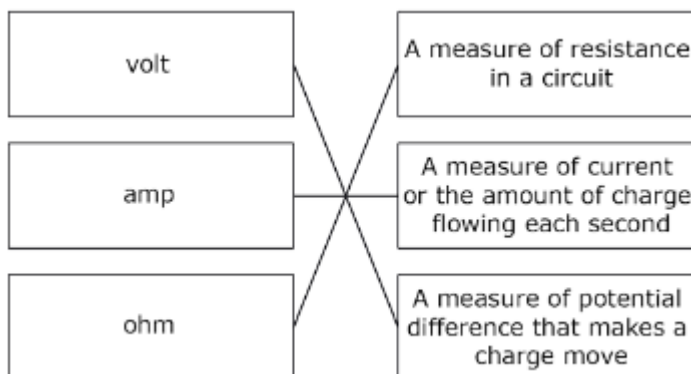 volt
A measure of resistance
in a circuit
amp
A measure of current
or the amount of charge
flowing each second
ohm
A measure of potential
difference that makes a
charge move